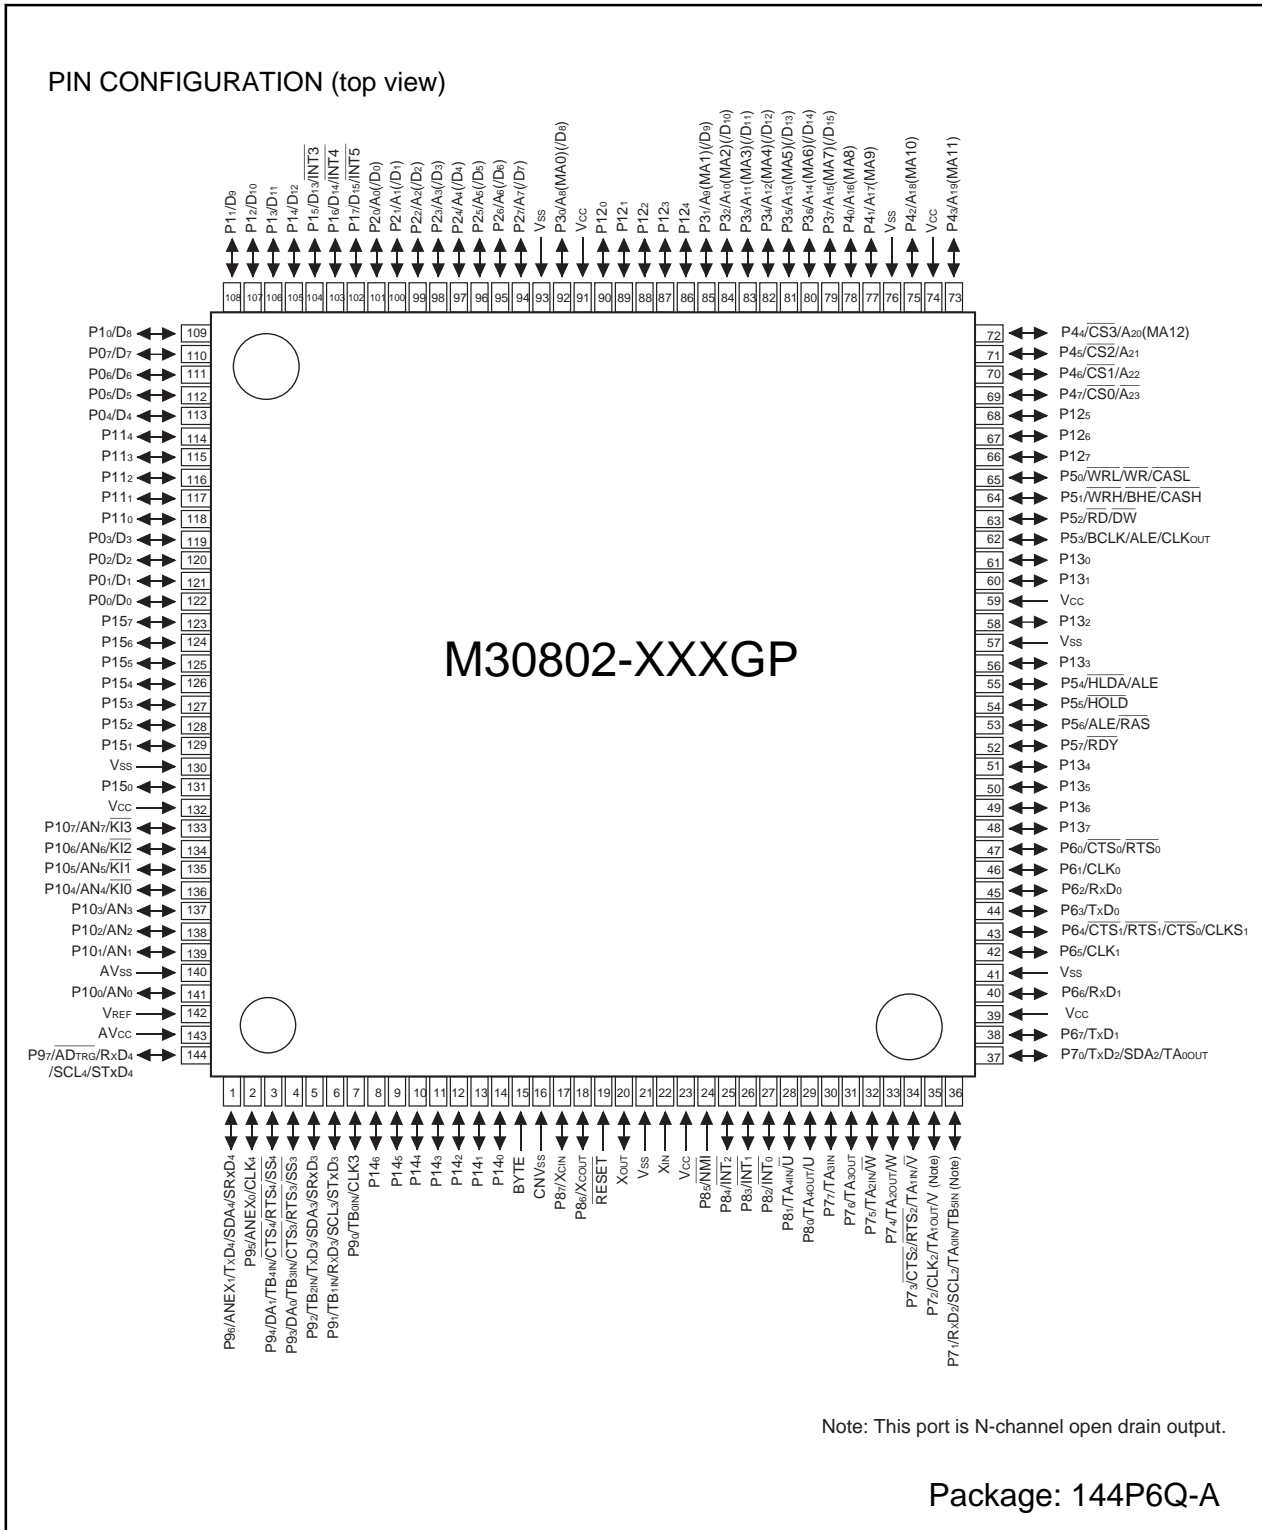 PIN CONFIGURATION (top view)
P11/D9
P12/D10
P13/D11
P14/D12
P15/D13/INT3
P16/D14/INT4
P17/D15/INT5
P20/A0(/D0)
P21/A1(/D1)
P22/A2(/D2)
P23/A3(/D3)
P24/A4(/D4)
P25/A5(/D5)
P26/A6(/D6)
P27/A7(/D7)
Vss
P30/A8(MA0)(/D8)
Vcc
P120
P121
P122
P123
P124
P31/A9(MA1)(/D9)
P32/A10(MA2)(/D10)
P33/A11(MA3)(/D11)
P34/A12(MA4)(/D12)
P35/A13(MA5)(/D13)
P36/A14(MA6)(/D14)
P37/A15(MA7)(/D15)
P40/A16(MA8)
P41/A17(MA9)
Vss
P42/A18(MA10)
Vcc
P43/A19(MA11)
108 107 106 105 104 103 102 101 100 99 98 97 96 95 94 93 92 91 90 89 88 87 86 85 84 83 82 81 80 79 78 77 76 75 74 73
P10/D8 109
P07/D7 110
P06/D6 111
P05/D5 112
P04/D4 113
P114 114
P113 115
P112 116
P111 117
P110 118
P03/D3 119
P02/D2 120
P01/D1 121
P00/D0 122
P157 123
P156 124
P155 125
P154 126
P153 127
P152 128
P151 129
Vss 130
P150 131
Vcc 132
P107/AN7/KI3 133
P106/AN6/KI2 134
P105/AN5/KI1 135
P104/AN4/KI0 136
P103/AN3 137
P102/AN2 138
P101/AN1 139
AVss 140
P100/AN0 141
VREF 142
AVcc 143
P97/ADTRG/RxD4 144
/SCL4/STxD4
M30802-XXXGP
72 P44/CS3/A20(MA12)
71 P45/CS2/A21
70 P46/CS1/A22
69 P47/CS0/A23
68 P125
67 P126
66 P127
65 P50/WRL/WR/CASL
64 P51/WRH/BHE/CASH
63 P52/RD/DW
62 P53/BCLK/ALE/CLKOUT
61 P130
60 P131
59 Vcc
58 P132
57 Vss
56 P133
55 P54/HLDA/ALE
54 P55/HOLD
53 P56/ALE/RAS
52 P57/RDY
51 P134
50 P135
49 P136
48 P137
47 P60/CTS0/RTS0
46 P61/CLK0
45 P62/RxD0
44 P63/TxD0
43 P64/CTS1/RTS1/CTS0/CLKS1
42 P65/CLK1
41 Vss
40 P66/RxD1
39 Vcc
38 P67/TxD1
37 P70/TxD2/SDA2/TA0OUT
1 2 3 4 5 6 7 8 9 10 11 12 13 14 15 16 17 18 19 20 21 22 23 24 25 26 27 28 29 30 31 32 33 34 35 36
P96/ANEX1/TxD4/SDA4/SRxD4
P95/ANEX0/CLK4
P94/DA1/TB4IN/CTS4/RTS4/SS4
P93/DA0/TB3IN/CTS3/RTS3/SS3
P92/TB2IN/TxD3/SDA3/SRxD3
P91/TB1IN/RxD3/SCL3/STxD3
P90/TB0IN/CLK3
P146
P145
P144
P143
P142
P141
P140
BYTE
CNVss
P87/XCIN
P86/XCOUT
RESET
XOUT
Vss
XIN
Vcc
P85/NMI
P84/INT2
P83/INT1
P82/INT0
P81/TA4IN/U
P80/TA4OUT/U
P77/TA3IN
P76/TA3OUT
P75/TA2IN/W
P74/TA2OUT/W
P73/CTS2/RTS2/TA1IN/V
P72/CLK2/TA1OUT/V (Note)
P71/RxD2/SCL2/TA0IN/TB5IN (Note)
Note: This port is N-channel open drain output.
Package: 144P6Q-A